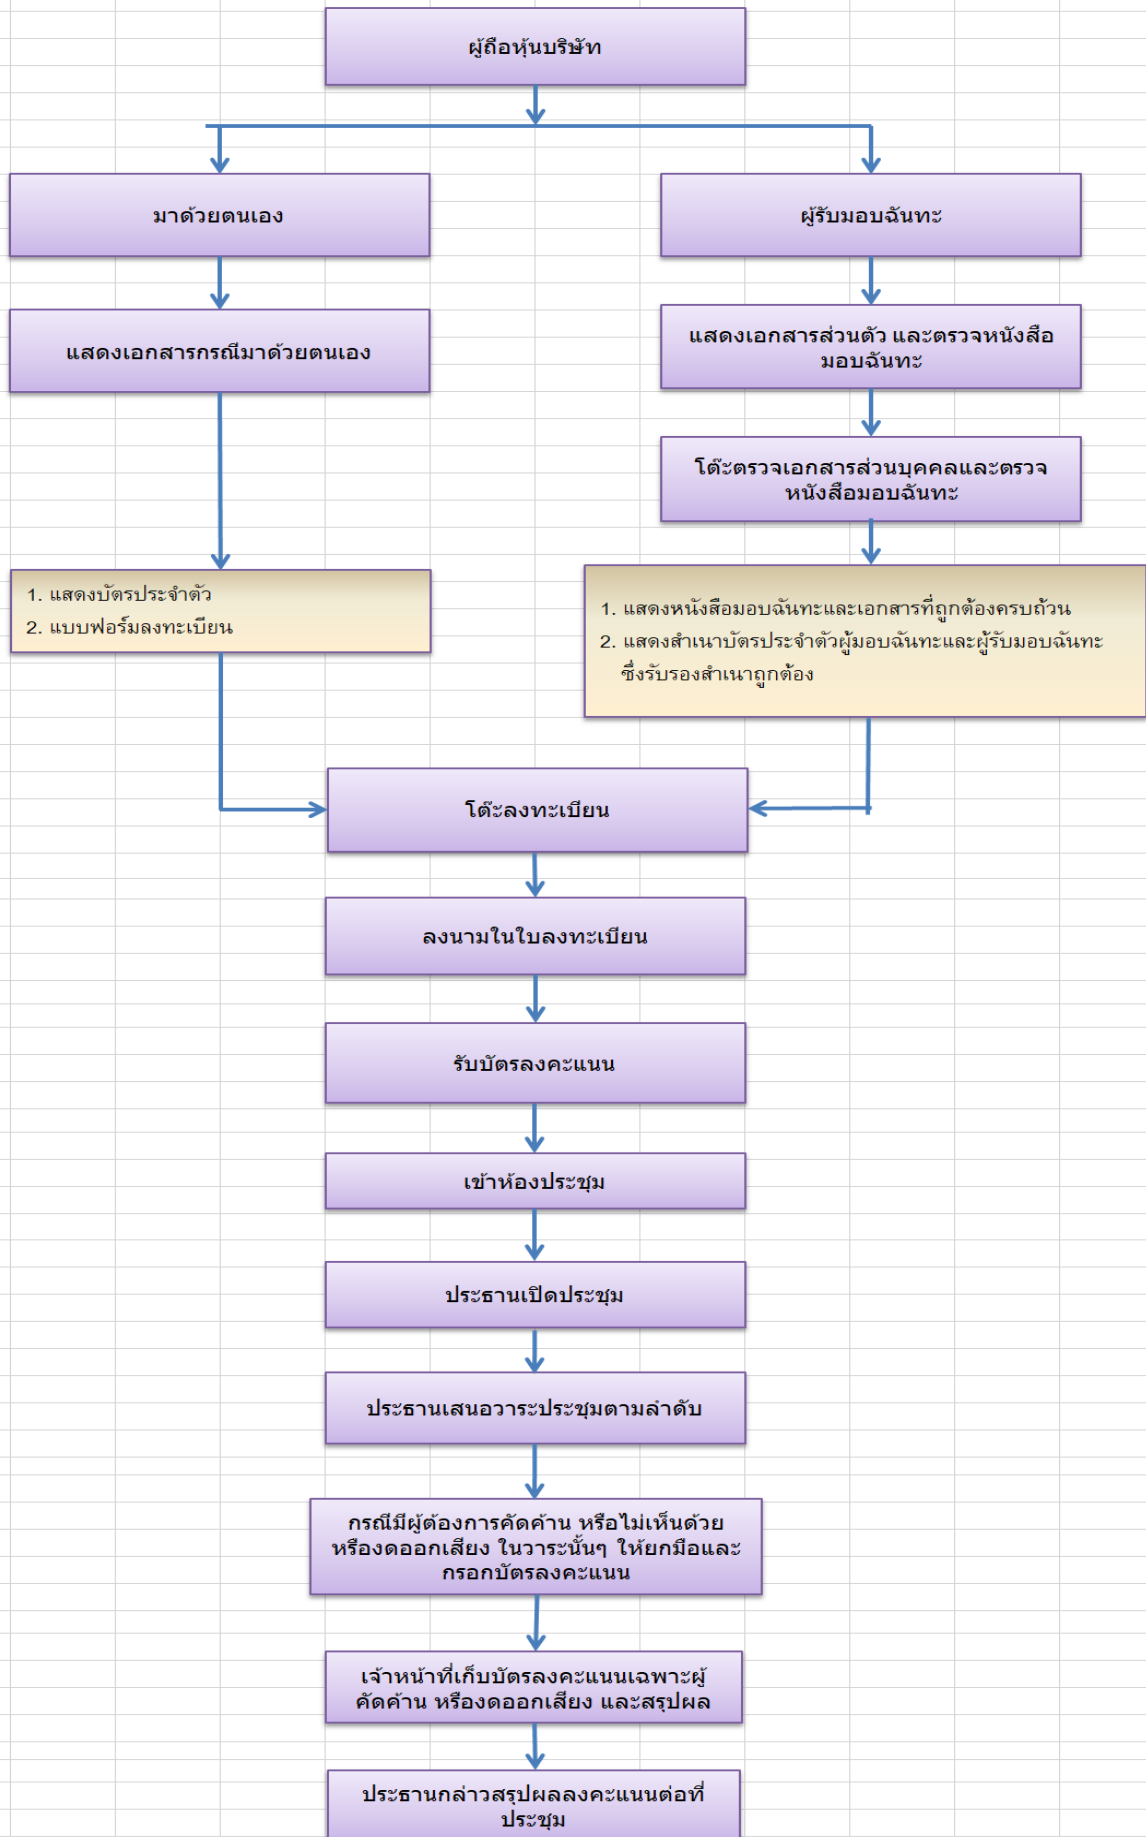 ผู้ถือหุ้นบริษัท
มาด้วยตนเอง
ผู้รับมอบฉันทะ
แสดงเอกสารกรณีมาด้วยตนเอง
แสดงเอกสารส่วนตัว และตรวจหนังสือ
มอบฉันทะ
โต๊ะตรวจเอกสารส่วนบุคคลและตรวจ
หนังสือมอบฉันทะ
1. แสดงบัตรประจำตัว
2. แบบฟอร์มลงทะเบียน
1. แสดงหนังสือมอบฉันทะและเอกสารที่ถูกต้องครบถ้วน
2. แสดงสำเนาบัตรประจำตัวผู้มอบฉันทะและผู้รับมอบฉันทะ
ซึ่งรับรองสำเนาถูกต้อง
โต๊ะลงทะเบียน
ลงนามในใบลงทะเบียน
รับบัตรลงคะแนน
เข้าห้องประชุม
ประธานเปิดประชุม
ประธานเสนอวาระประชุมตามลำดับ
กรณีมีผู้ต้องการคัดค้าน หรือไม่เห็นด้วย
หรืองดออกเสียง ในวาระนั้นๆ ให้ยกมือและ
กรอกบัตรลงคะแนน
เจ้าหน้าที่เก็บบัตรลงคะแนนเฉพาะผู้
คัดค้าน หรืองดออกเสียง และสรุปผล
ประธานกล่าวสรุปผลลงคะแนนต่อที่
ประชุม